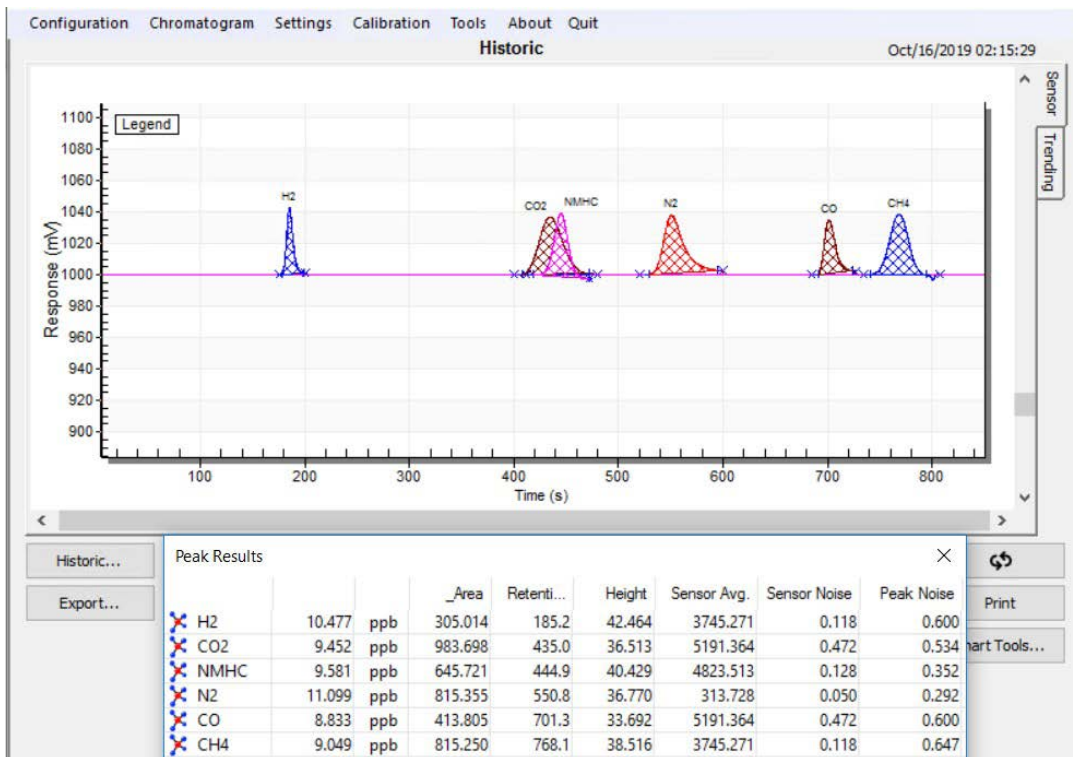 Configuration Chromatogram Settings Calibration Tools About Quit
Historic
Oct/16/2019 02:15:29
Sensor
Trending
Legend
H2 CO2 NMHC N2 CO CH4
Response (mV)
1100
1080
1060
1040
1020
1000
980
960
940
920
900
100 200 300 400 500 600 700 800
Time (s)
Historic...
Export...
Print
hart Tools...
Peak Results
_Area Retenti... Height Sensor Avg. Sensor Noise Peak Noise
H2 10.477 ppb 305.014 185.2 42.464 3745.271 0.118 0.600
CO2 9.452 ppb 983.698 435.0 36.513 5191.364 0.472 0.534
NMHC 9.581 ppb 645.721 444.9 40.429 4823.513 0.128 0.352
N2 11.099 ppb 815.355 550.8 36.770 313.728 0.050 0.292
CO 8.833 ppb 413.805 701.3 33.692 5191.364 0.472 0.600
CH4 9.049 ppb 815.250 768.1 38.516 3745.271 0.118 0.647